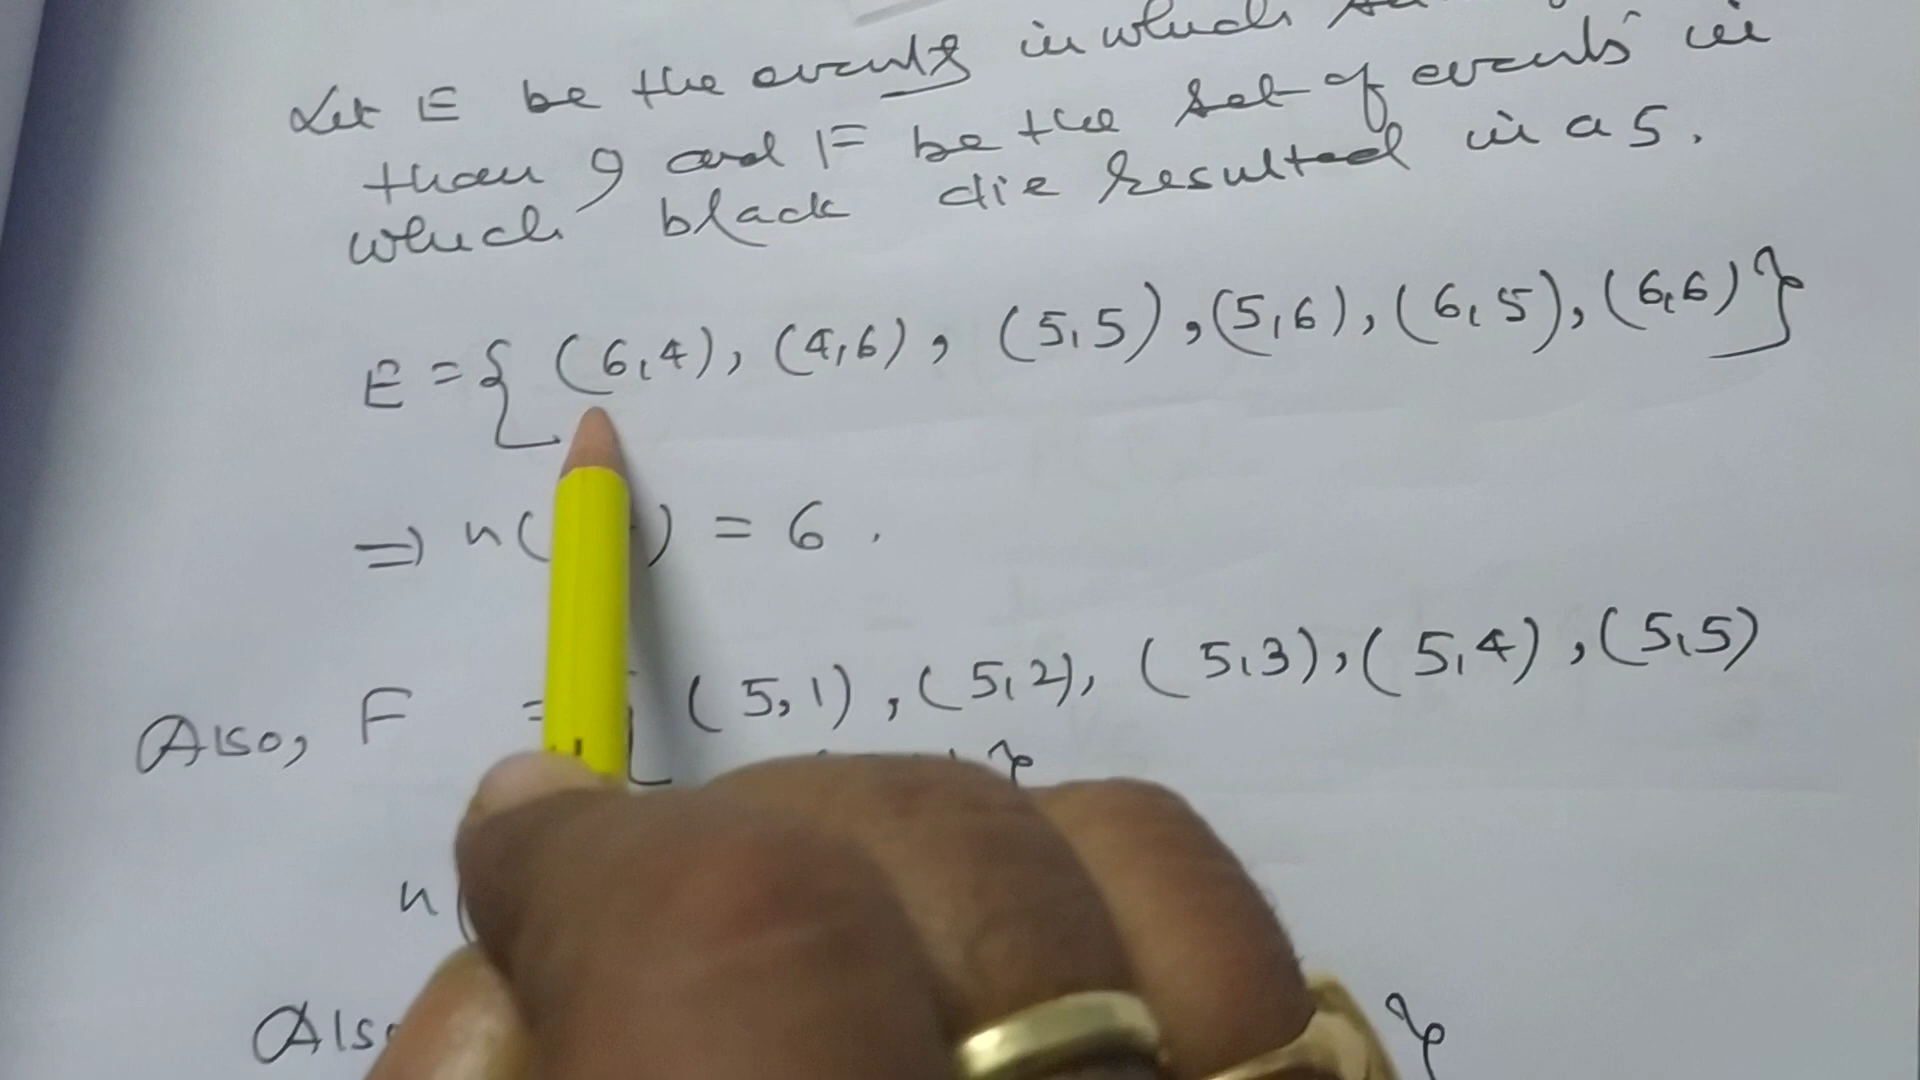 Let E be the events in which
than 9 and F be the set of events in
which black die resulted in a 5.
E = { (6,4), (4,6), (5,5), (5,6), (6,5), (6,6) }
⇒ n( ) = 6.
Also, F = { (5,1), (5,2), (5,3), (5,4), (5,5)
}
n(
Also
}